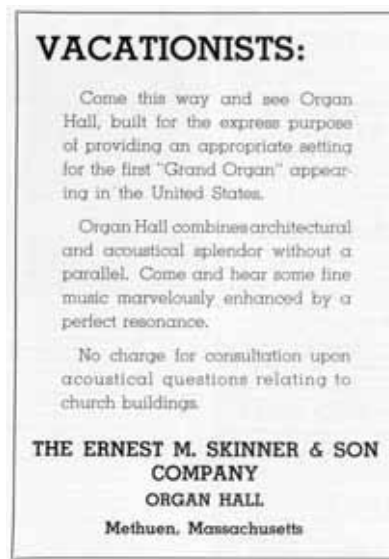 VACATIONISTS:
Come this way and see Organ
Hall, built for the express purpose
of providing an appropriate setting
for the first "Grand Organ" appear-
ing in the United States.
Organ Hall combines architectural
and acoustical splendor without a
parallel. Come and hear some fine
music marvelously enhanced by a
perfect resonance.
No charge for consultation upon
acoustical questions relating to
church buildings.
THE ERNEST M. SKINNER & SON
COMPANY
ORGAN HALL
Methuen, Massachusetts